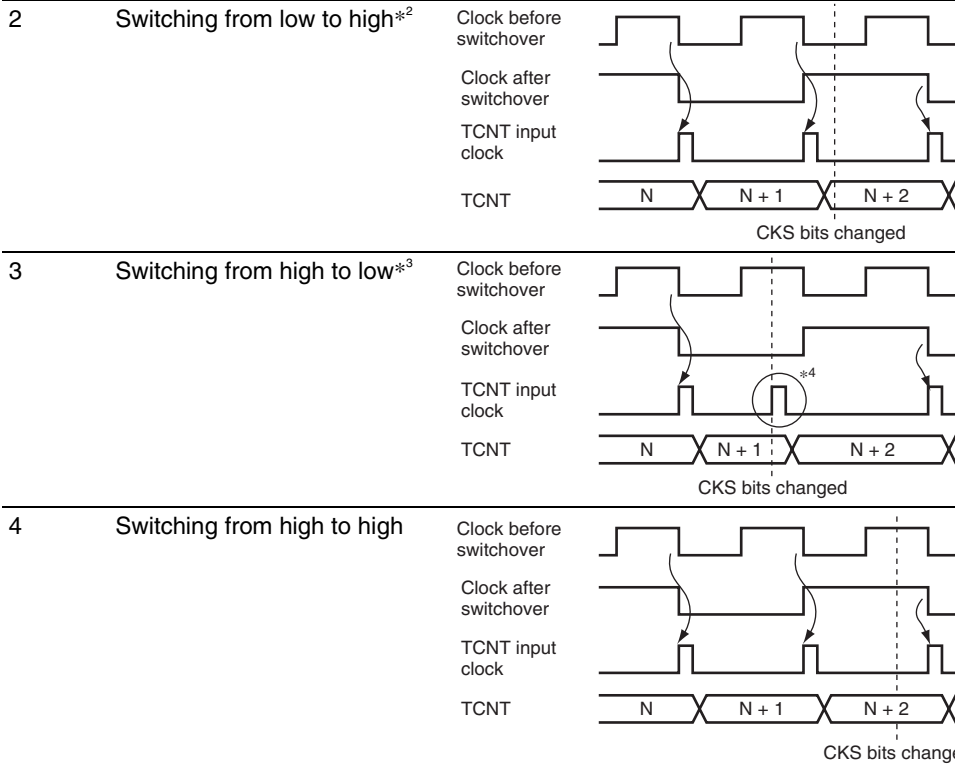 2 Switching from low to high*2
Clock before
switchover
Clock after
switchover
TCNT input
clock
TCNT N N + 1 N + 2
CKS bits changed
3 Switching from high to low*3
Clock before
switchover
Clock after
switchover
TCNT input
clock
*4
TCNT N N + 1 N + 2
CKS bits changed
4 Switching from high to high
Clock before
switchover
Clock after
switchover
TCNT input
clock
TCNT N N + 1 N + 2
CKS bits change